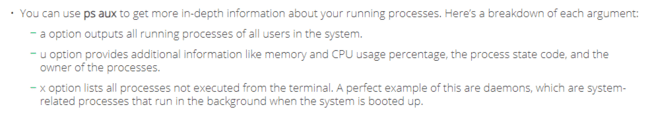 • You can use ps aux to get more in-depth information about your running processes. Here's a breakdown of each argument:
– a option outputs all running processes of all users in the system.
– u option provides additional information like memory and CPU usage percentage, the process state code, and the
owner of the processes.
– x option lists all processes not executed from the terminal. A perfect example of this are daemons, which are system-
related processes that run in the background when the system is booted up.